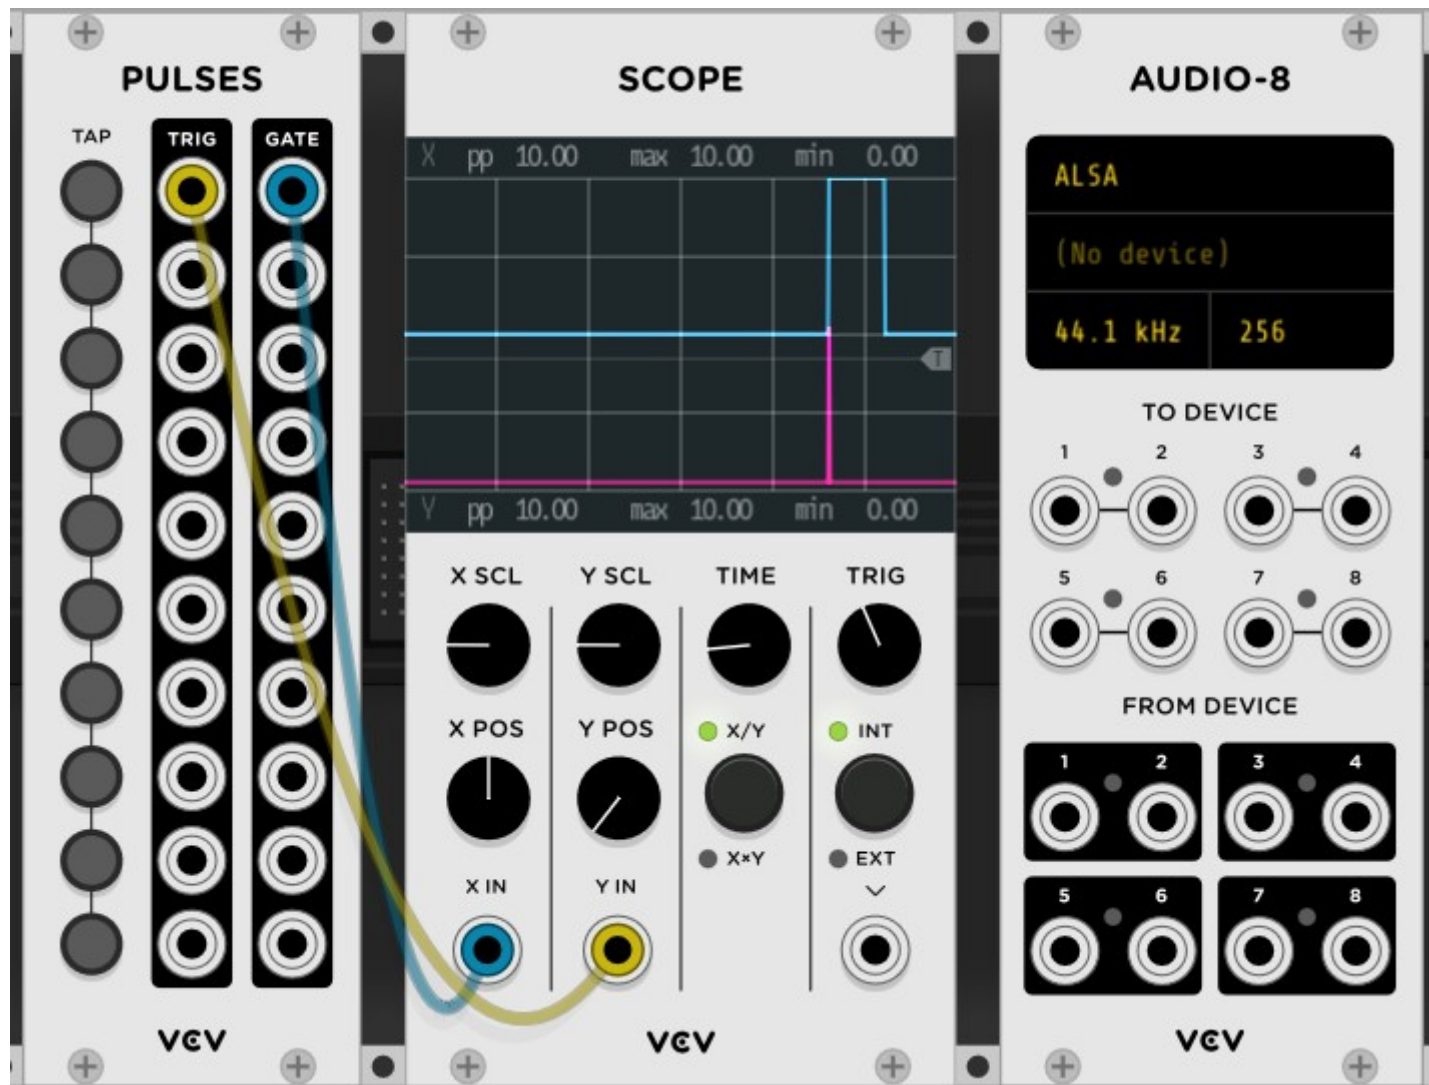 PULSES
TAP TRIG GATE
VCV
SCOPE
X pp 10.00 max 10.00 min 0.00
T
Y pp 10.00 max 10.00 min 0.00
X SCL Y SCL TIME TRIG
X POS Y POS X/Y INT
X×Y EXT
X IN Y IN
VCV
AUDIO-8
ALSA
(No device)
44.1 kHz 256
TO DEVICE
1 2 3 4
5 6 7 8
FROM DEVICE
1 2 3 4
5 6 7 8
VCV